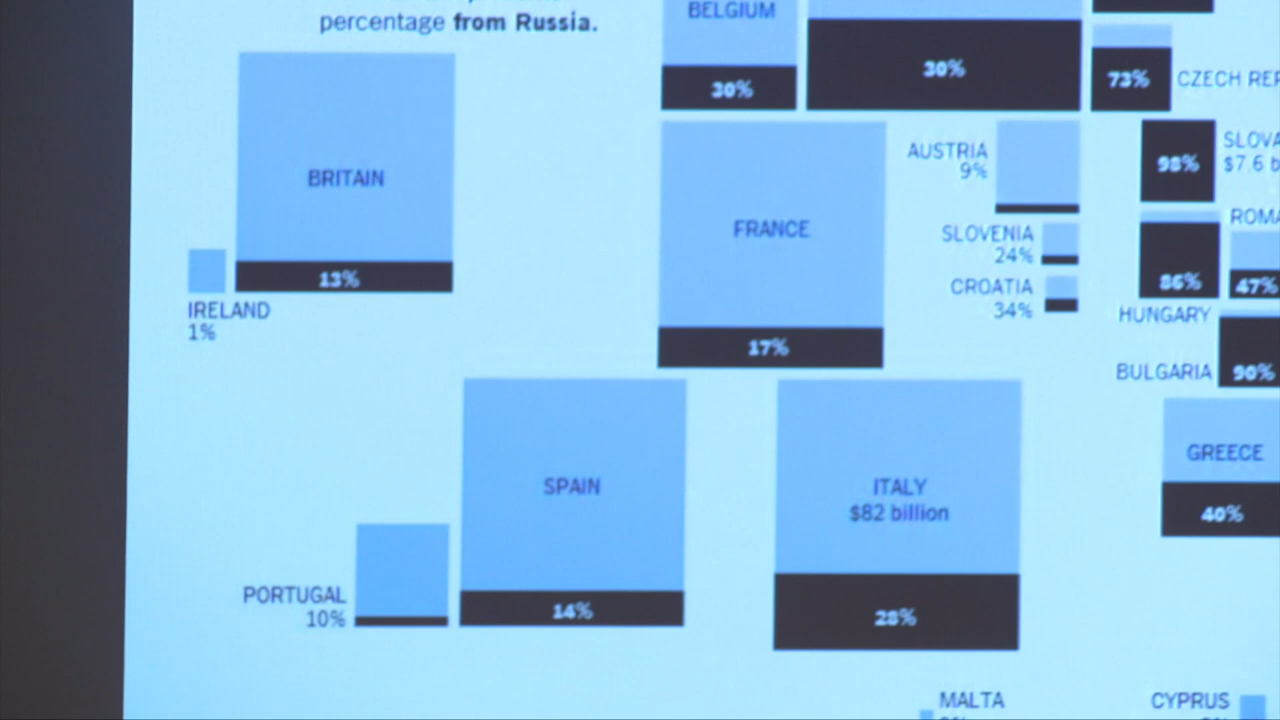 percentage from Russia.
BELGIUM
30%
30%
73%
CZECH
BRITAIN
13%
IRELAND
1%
FRANCE
17%
AUSTRIA
9%
SLOVENIA
24%
CROATIA
34%
98%
$7.6
86%
HUNGARY
47%
BULGARIA
90%
SPAIN
14%
PORTUGAL
10%
ITALY
$82 billion
28%
GREECE
40%
MALTA
CYPRUS